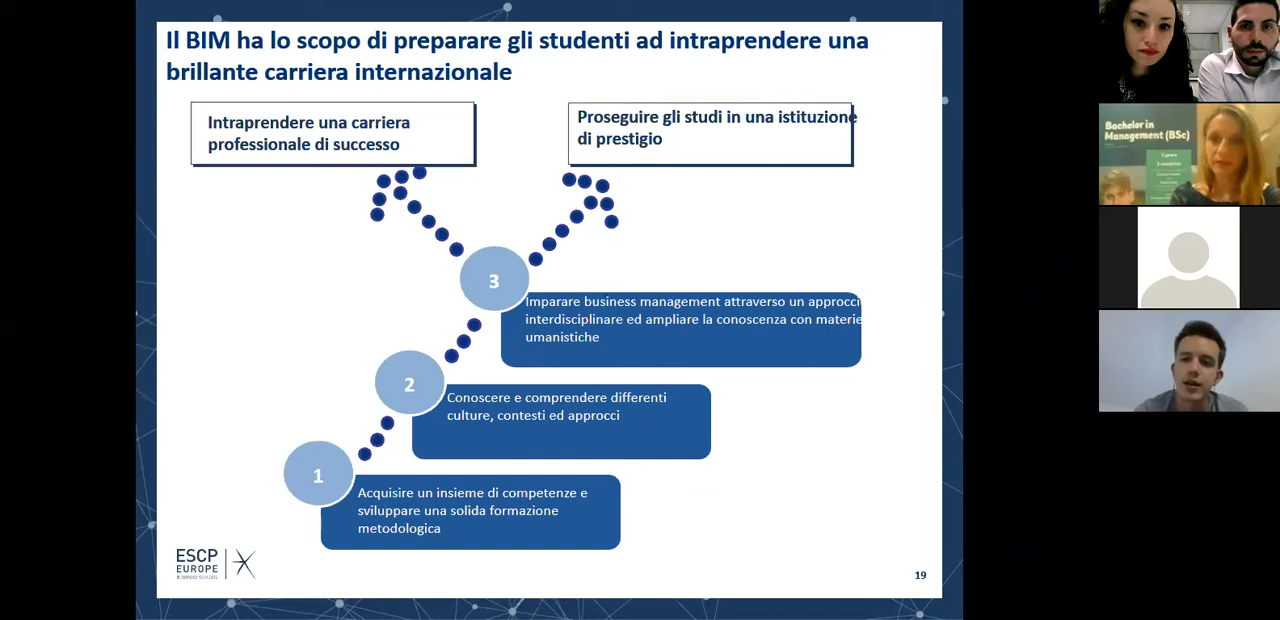 Il BIM ha lo scopo di preparare gli studenti ad intraprendere una
brillante carriera internazionale
Intraprendere una carriera
professionale di successo
Proseguire gli studi in una istituzione
di prestigio
3
Imparare business management attraverso un approcci
interdisciplinare ed ampliare la conoscenza con materie
umanistiche
2
Conoscere e comprendere differenti
culture, contesti ed approcci
1
Acquisire un insieme di competenze e
sviluppare una solida formazione
metodologica
ESCP
EUROPE
BUSINESS SCHOOL
19
Bachelor in
Management (BSc)